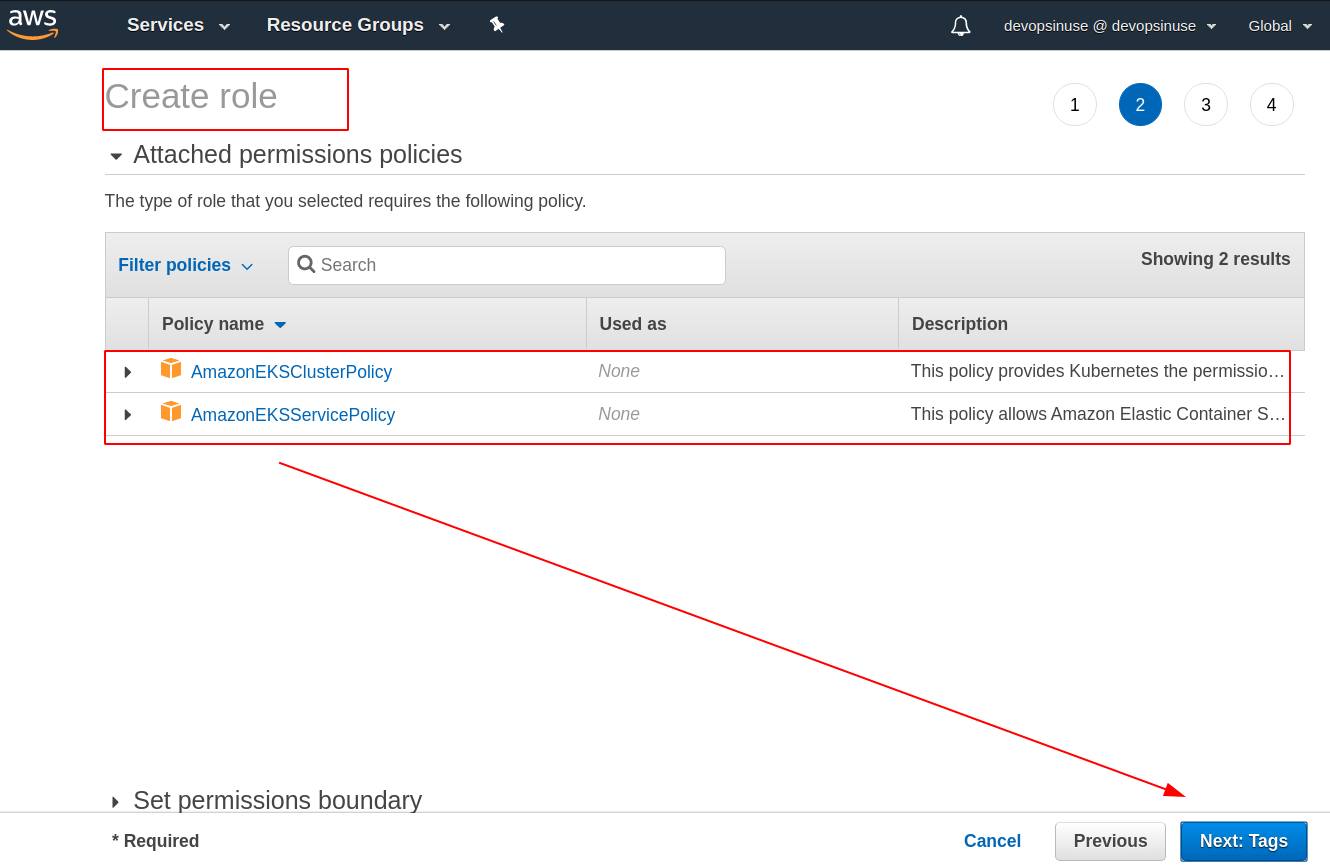 aws Services Resource Groups devopsinuse @ devopsinuse Global
Create role
1 2 3 4
Attached permissions policies
The type of role that you selected requires the following policy.
Filter policies Search Showing 2 results
Policy name Used as Description
AmazonEKSClusterPolicy None This policy provides Kubernetes the permissio…
AmazonEKSServicePolicy None This policy allows Amazon Elastic Container S…
Set permissions boundary
* Required Cancel Previous Next: Tags